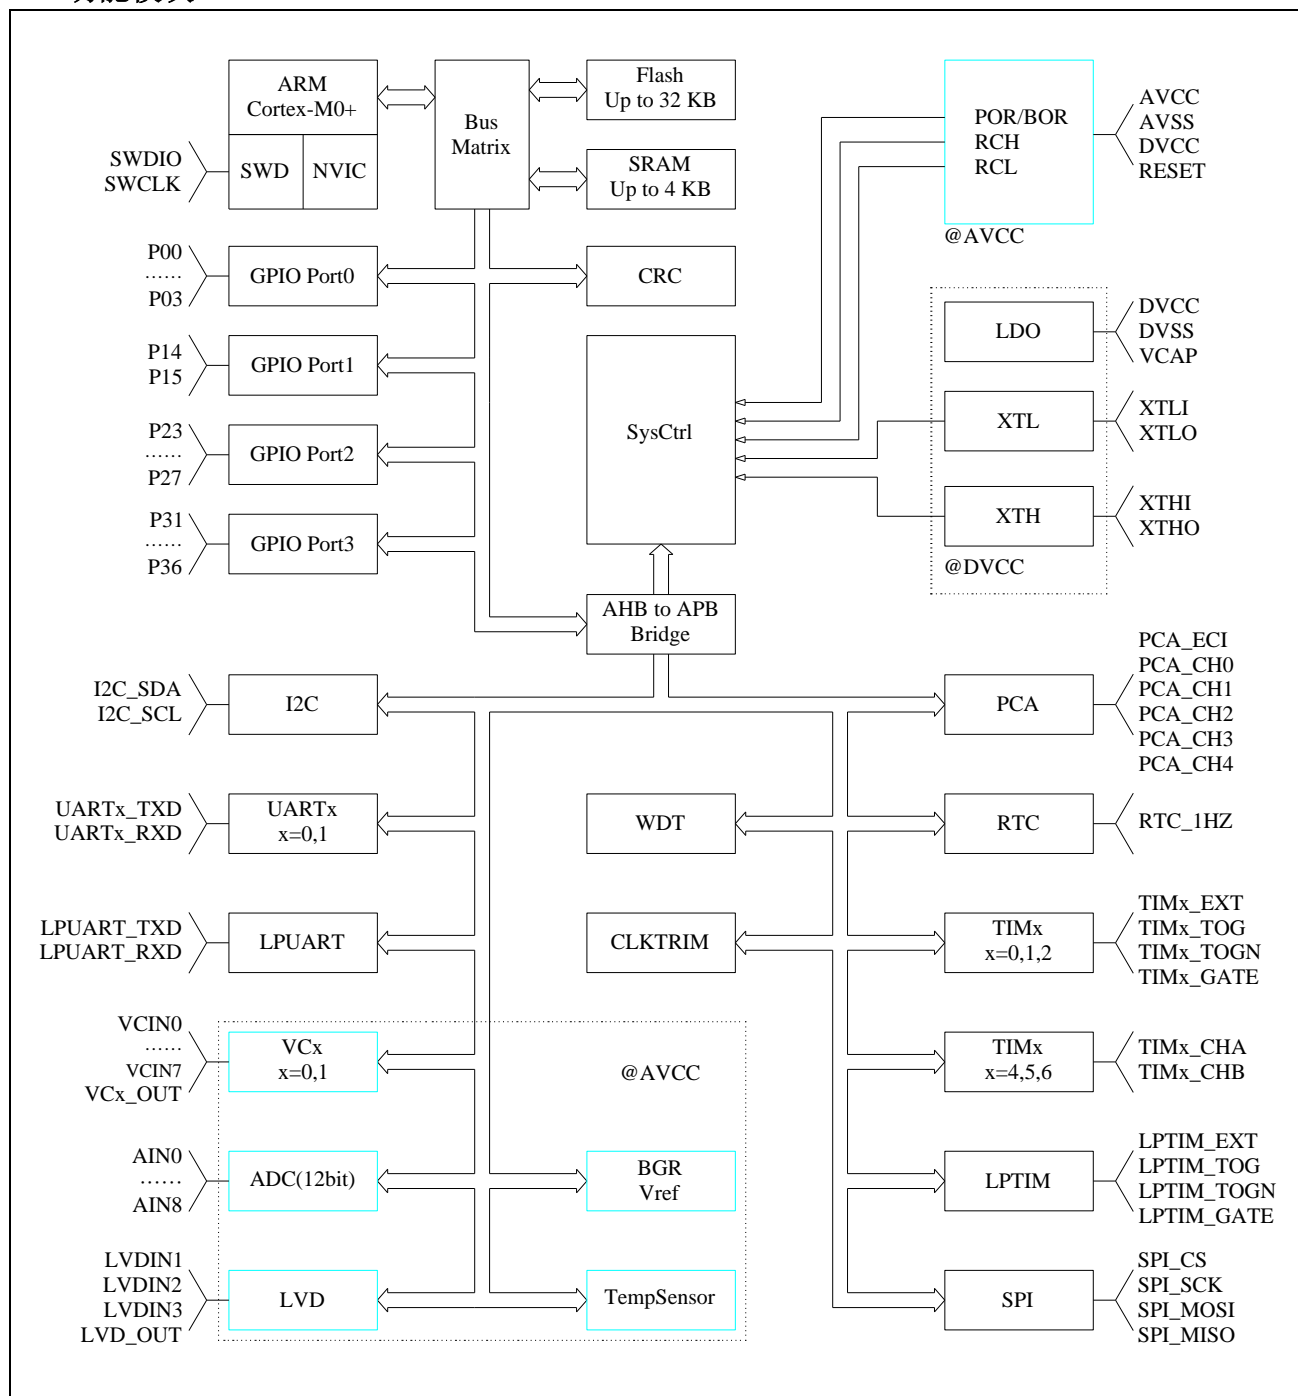 ARM
Cortex-M0+
SWD
NVIC
SWDIO
SWCLK
Bus
Matrix
Flash
Up to 32 KB
SRAM
Up to 4 KB
POR/BOR
RCH
RCL
@AVCC
AVCC
AVSS
DVCC
RESET
P00
......
P03
GPIO Port0
CRC
P14
P15
GPIO Port1
SysCtrl
LDO
DVCC
DVSS
VCAP
P23
......
P27
GPIO Port2
XTL
XTLI
XTLO
P31
......
P36
GPIO Port3
XTH
@DVCC
XTHI
XTHO
AHB to APB
Bridge
I2C_SDA
I2C_SCL
I2C
PCA
PCA_ECI
PCA_CH0
PCA_CH1
PCA_CH2
PCA_CH3
PCA_CH4
UARTx_TXD
UARTx_RXD
UARTx
x=0,1
WDT
RTC
RTC_1HZ
LPUART_TXD
LPUART_RXD
LPUART
CLKTRIM
TIMx
x=0,1,2
TIMx_EXT
TIMx_TOG
TIMx_TOGN
TIMx_GATE
VCIN0
......
VCIN7
VCx_OUT
VCx
x=0,1
@AVCC
TIMx
x=4,5,6
TIMx_CHA
TIMx_CHB
AIN0
......
AIN8
ADC(12bit)
BGR
Vref
LPTIM
LPTIM_EXT
LPTIM_TOG
LPTIM_TOGN
LPTIM_GATE
LVDIN1
LVDIN2
LVDIN3
LVD_OUT
LVD
TempSensor
SPI
SPI_CS
SPI_SCK
SPI_MOSI
SPI_MISO